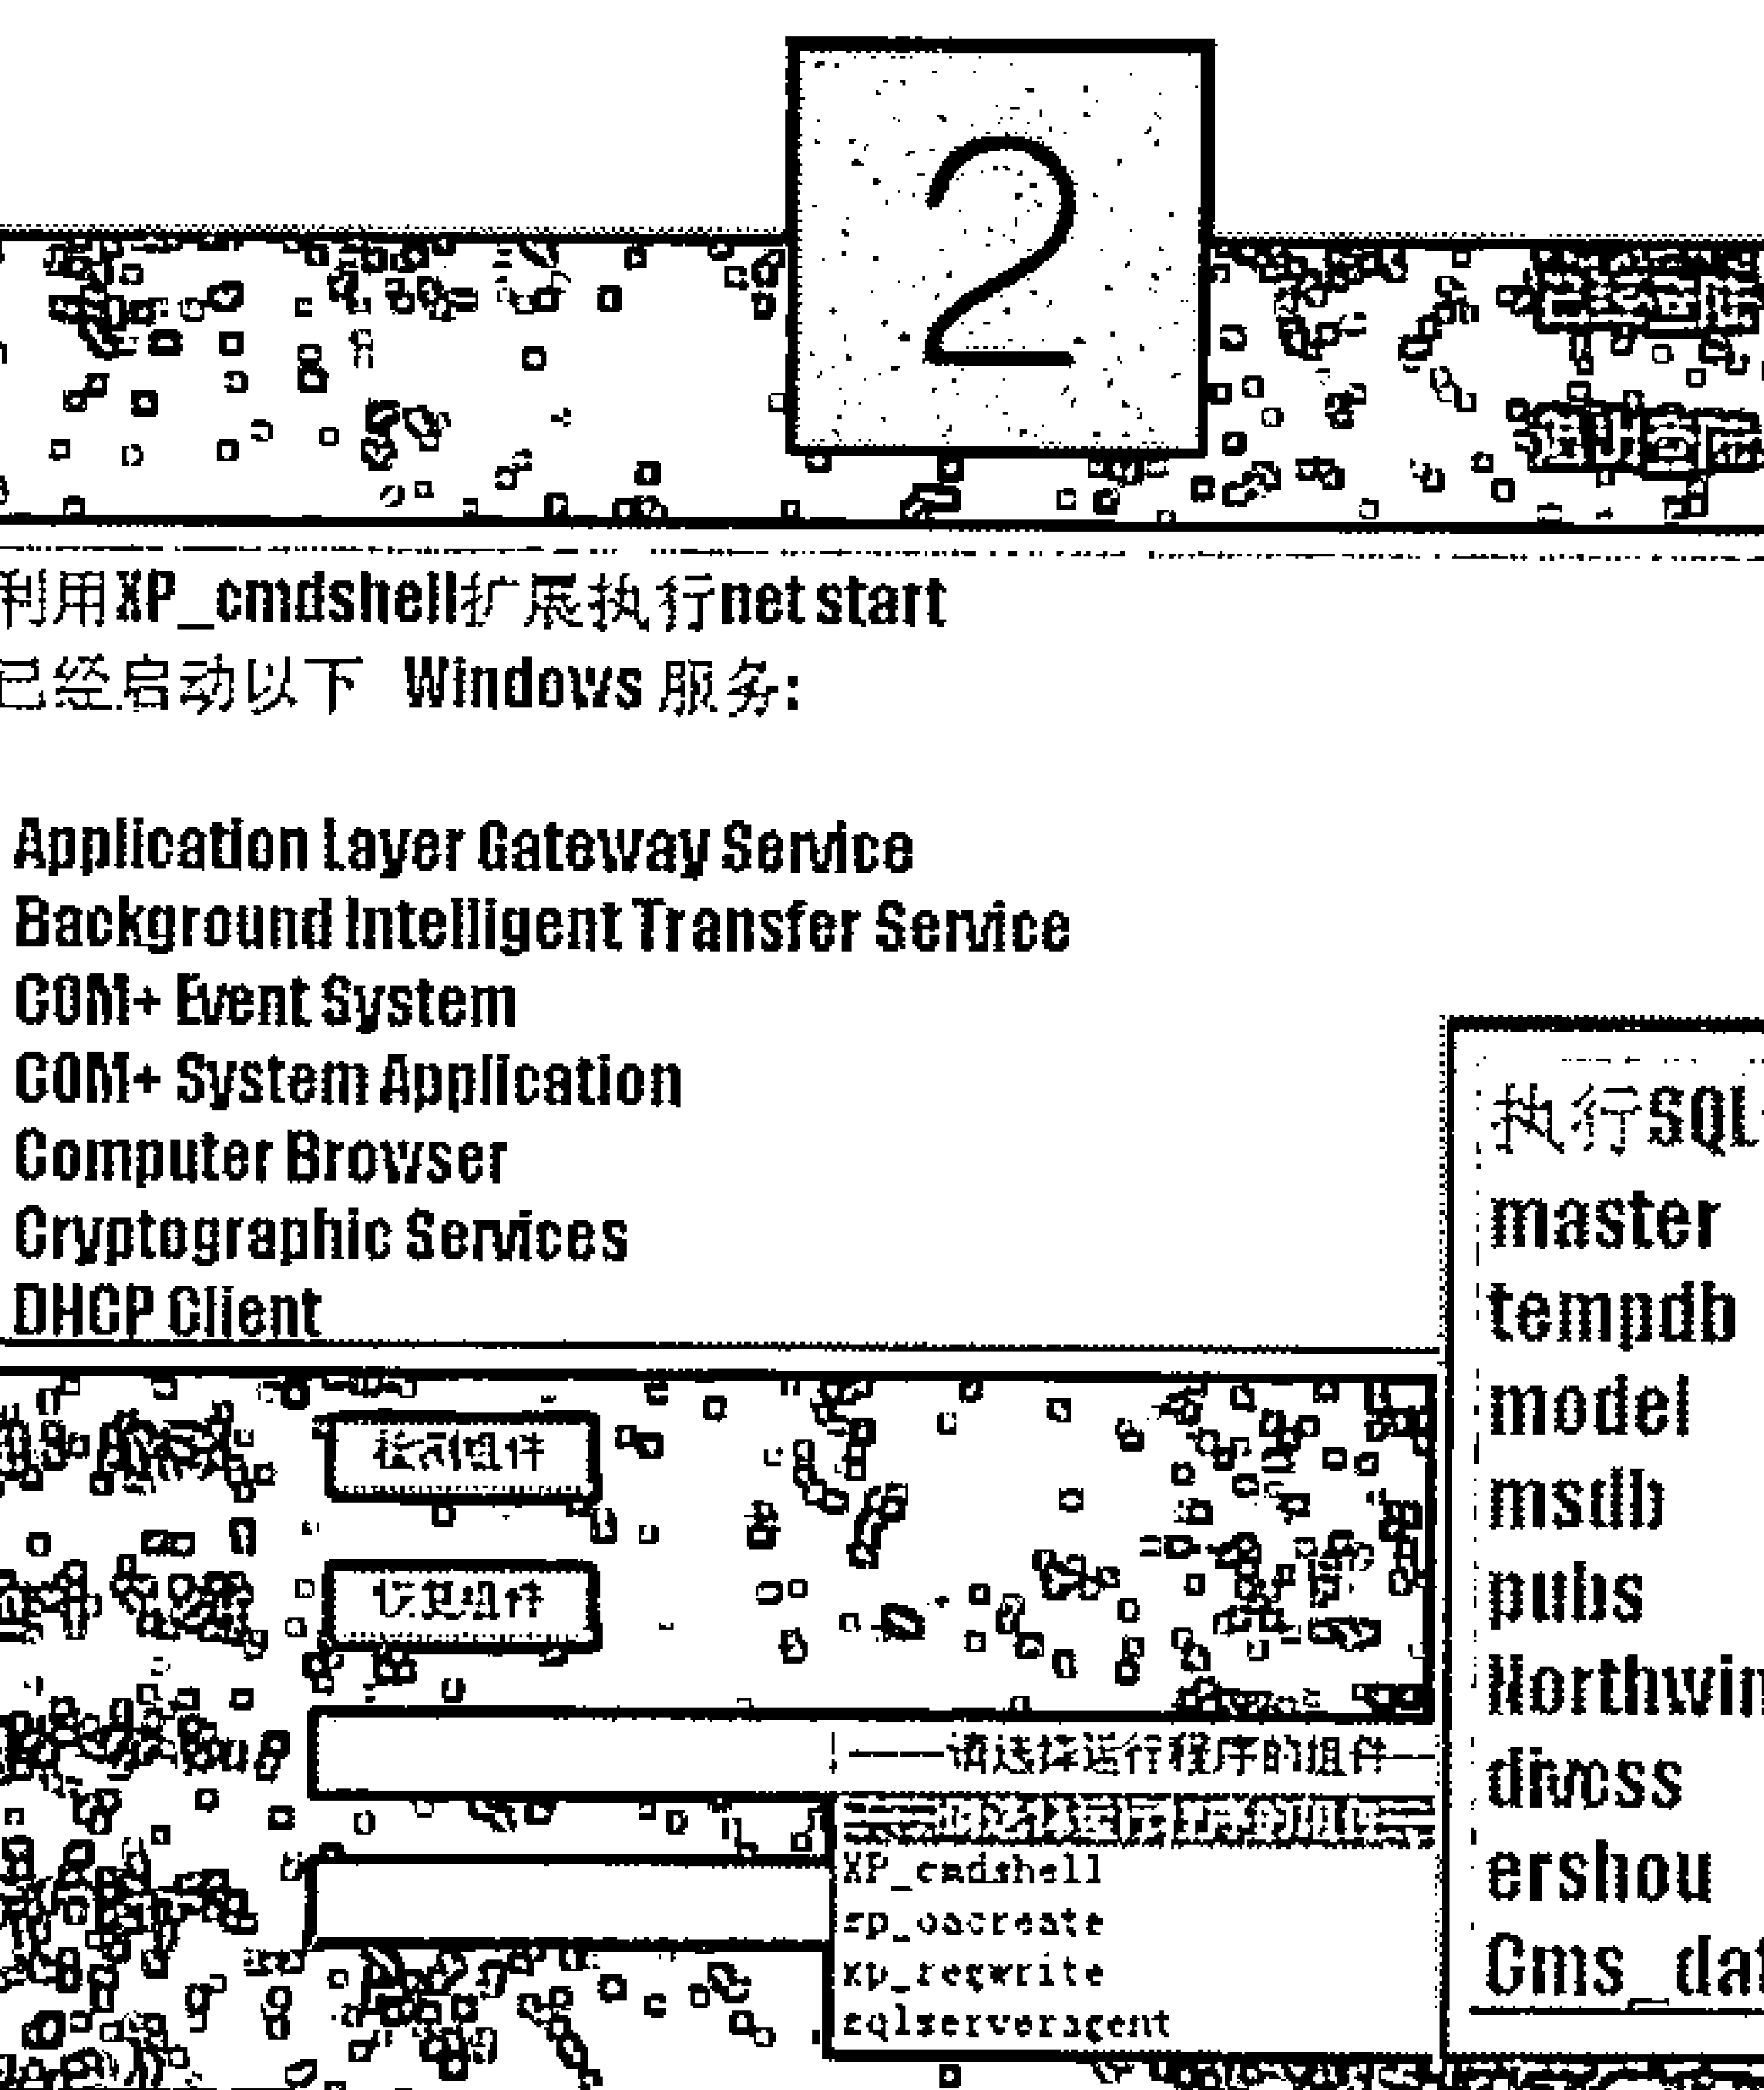 2
利用XP_cmdshell扩展执行net start
已经启动以下 Windows 服务:
Application Layer Gateway Service
Background Intelligent Transfer Service
COM+ Event System
COM+ System Application
Computer Browser
Cryptographic Services
DHCP Client
执行SQL
master
tempdb
model
msdb
pubs
Northwin
divcss
ershou
Cms_dat
检测组件
恢复组件
——请选择运行程序的组件—
XP_cmdshell
sp_oacreate
xp_regwrite
sqlserveragent